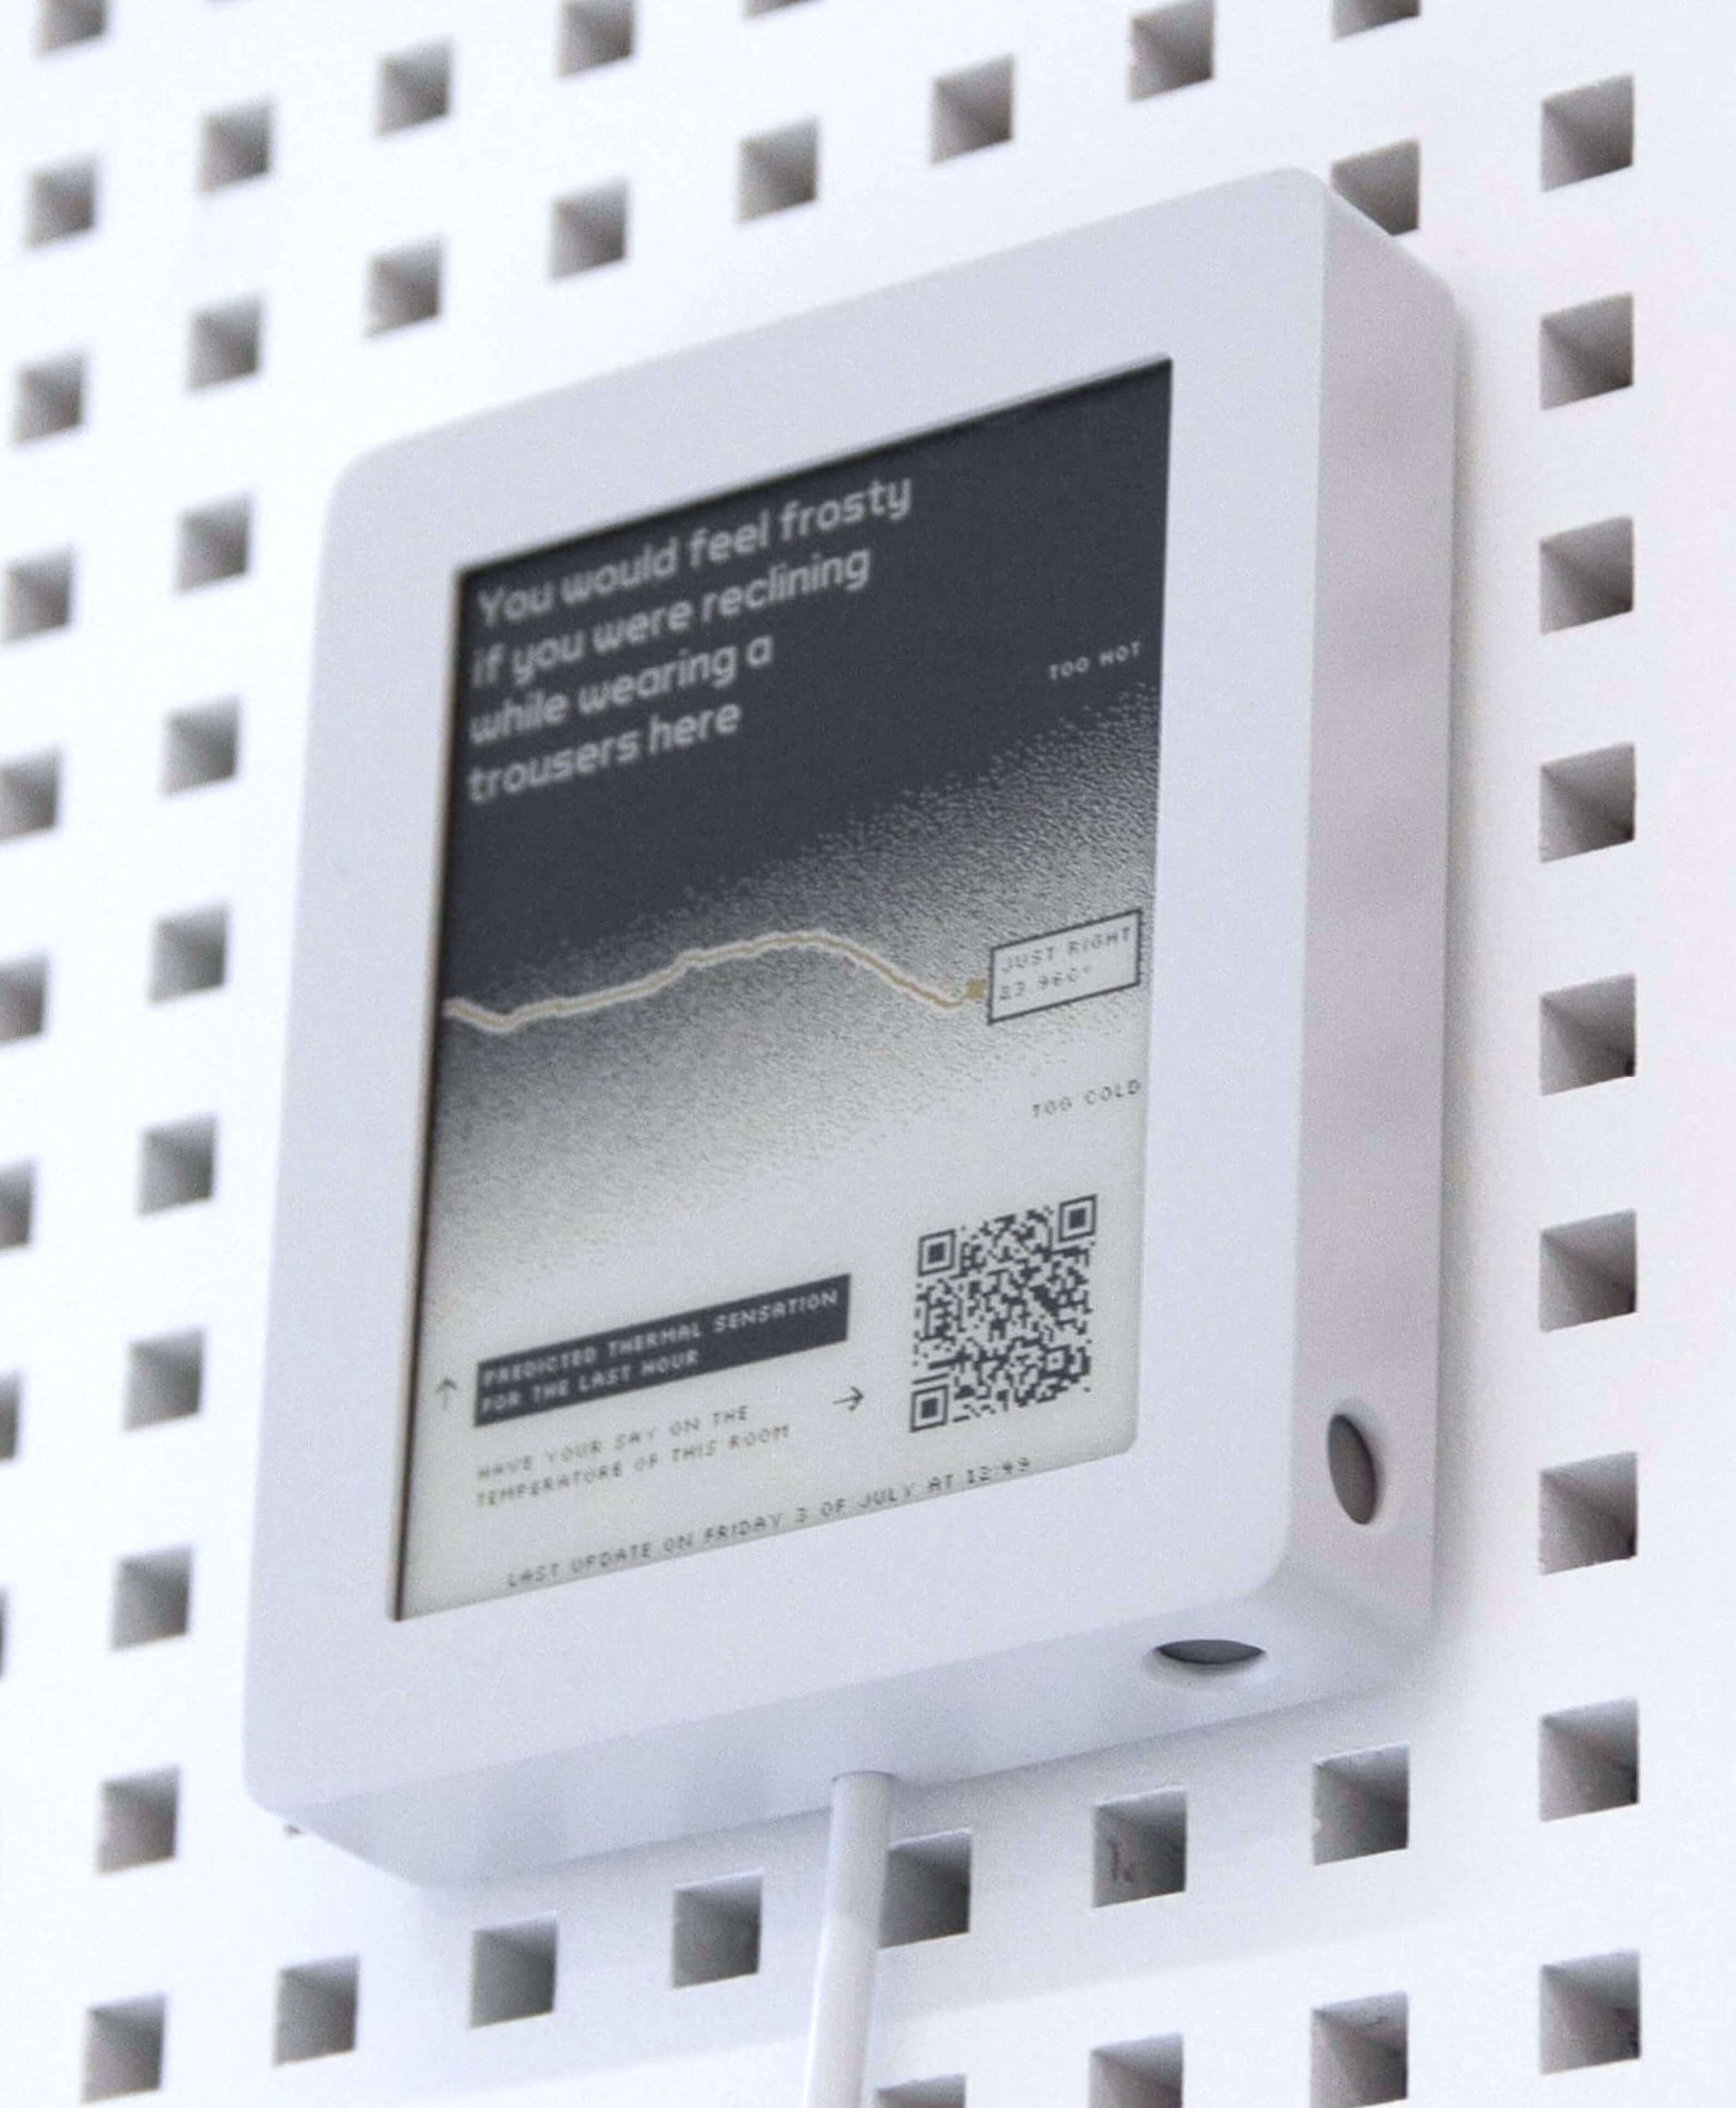 You would feel frosty
if you were reclining
while wearing a
trousers here
TOO HOT
JUST RIGHT
23.96C°
TOO COLD
↑
PREDICTED THERMAL SENSATION
FOR THE LAST HOUR
HAVE YOUR SAY ON THE
TEMPERATURE OF THIS ROOM
→
LAST UPDATE ON FRIDAY 3 OF JULY AT 12:49